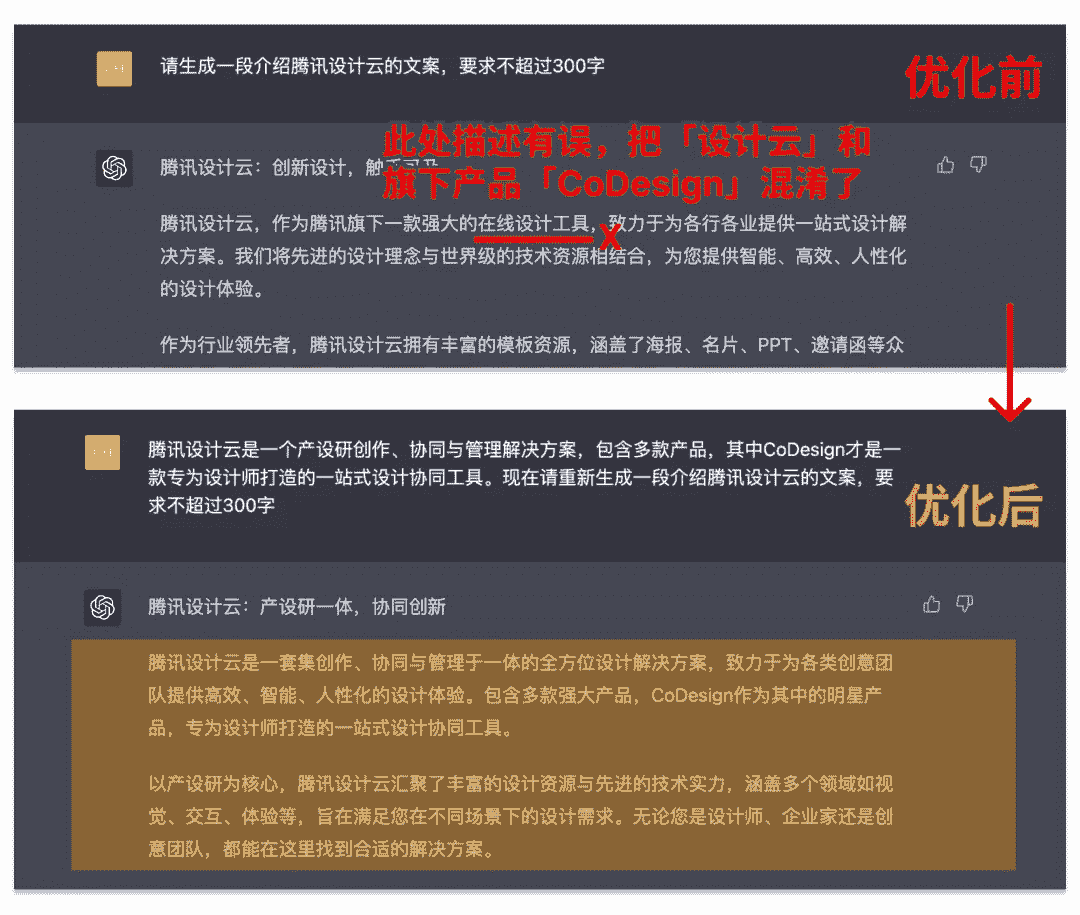 请生成一段介绍腾讯设计云的文案，要求不超过300字
优化前
此处描述有误，把「设计云」和
旗下产品「CoDesign」混淆了
腾讯设计云：创新设计，触
腾讯设计云，作为腾讯旗下一款强大的在线设计工具，致力于为各行各业提供一站式设计解
X
决方案。我们将先进的设计理念与世界级的技术资源相结合，为您提供智能、高效、人性化
的设计体验。
作为行业领先者，腾讯设计云拥有丰富的模板资源，涵盖了海报、名片、PPT、邀请函等众
腾讯设计云是一个产设研创作、协同与管理解决方案，包含多款产品，其中CoDesign才是一
款专为设计师打造的一站式设计协同工具。现在请重新生成一段介绍腾讯设计云的文案，要
求不超过300字
优化后
腾讯设计云：产设研一体，协同创新
腾讯设计云是一套集创作、协同与管理于一体的全方位设计解决方案，致力于为各类创意团
队提供高效、智能、人性化的设计体验。包含多款强大产品，CoDesign作为其中的明星产
品，专为设计师打造的一站式设计协同工具。
以产设研为核心，腾讯设计云汇聚了丰富的设计资源与先进的技术实力，涵盖多个领域如视
觉、交互、体验等，旨在满足您在不同场景下的设计需求。无论您是设计师、企业家还是创
意团队，都能在这里找到合适的解决方案。